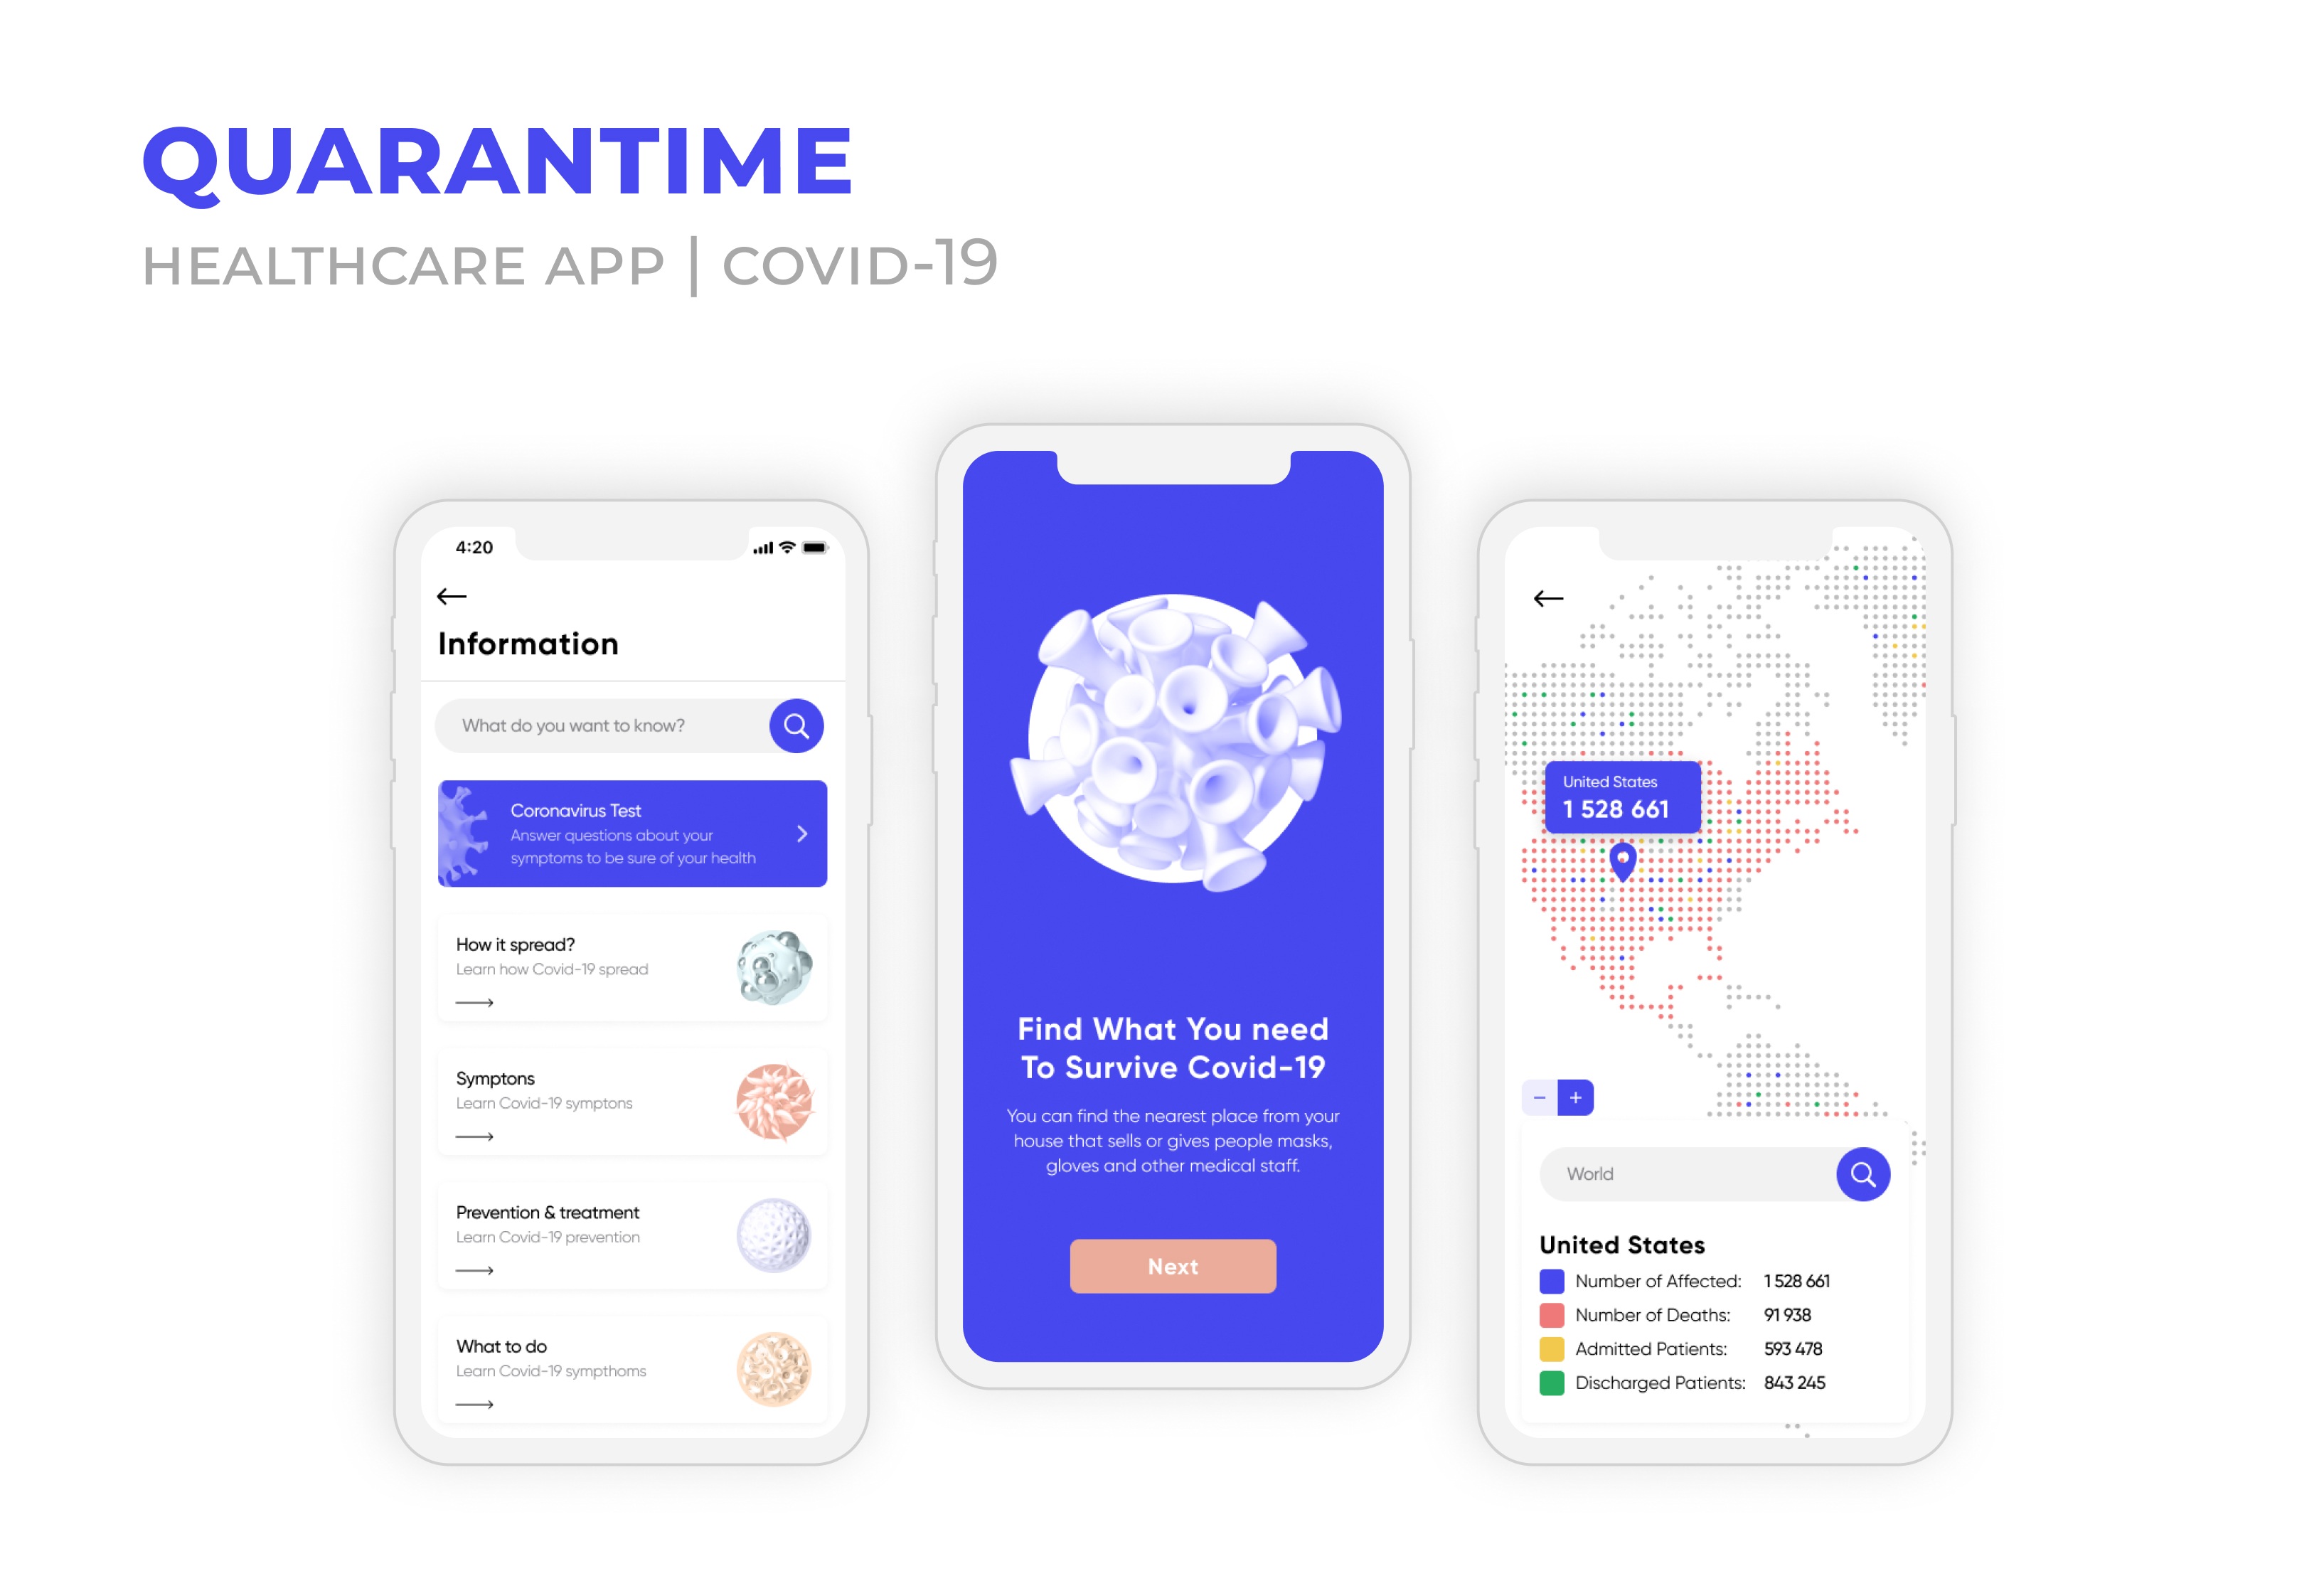 QUARANTIME
HEALTHCARE APP | COVID-19
4:20
Information
What do you want to know?
Coronavirus Test
Answer questions about your
symptoms to be sure of your health
How it spread?
Learn how Covid-19 spread
Symptons
Learn Covid-19 symptons
Prevention & treatment
Learn Covid-19 prevention
What to do
Learn Covid-19 sympthoms
Find What You need
To Survive Covid-19
You can find the nearest place from your
house that sells or gives people masks,
gloves and other medical staff.
Next
United States
1 528 661
− +
World
United States
Number of Affected: 1 528 661
Number of Deaths: 91 938
Admitted Patients: 593 478
Discharged Patients: 843 245